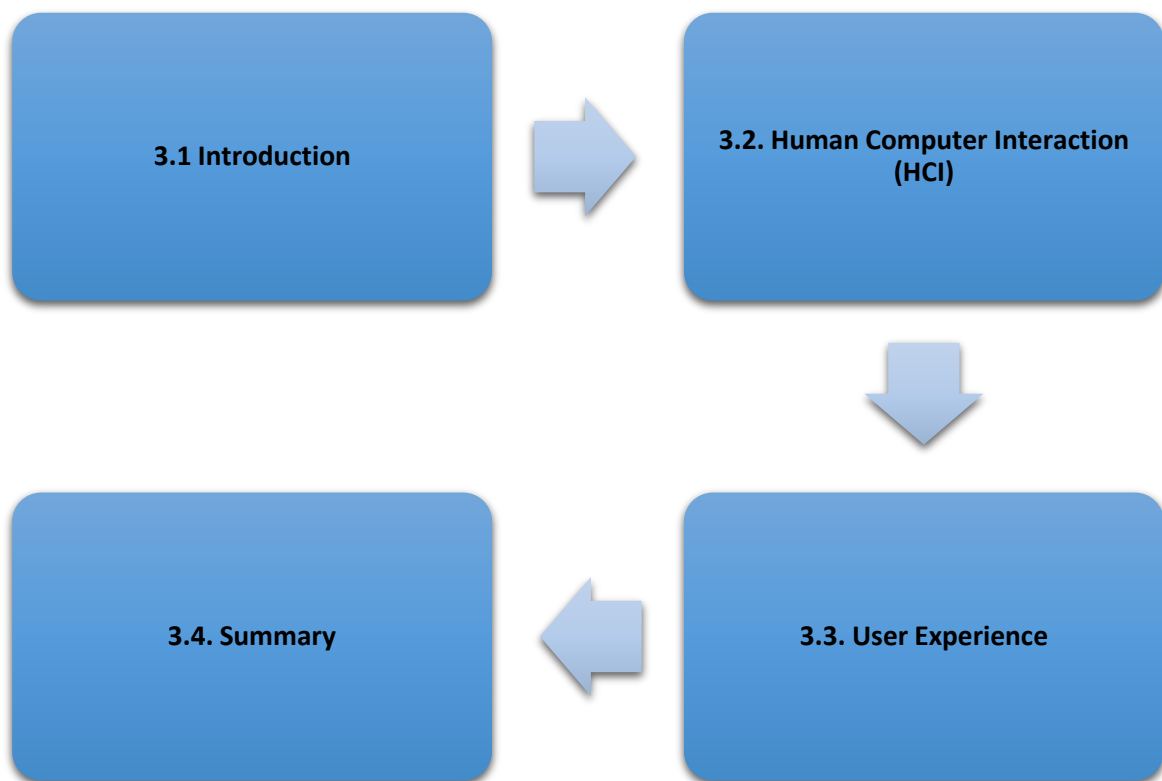 3.1 Introduction
3.2. Human Computer Interaction
(HCI)
3.3. User Experience
3.4. Summary